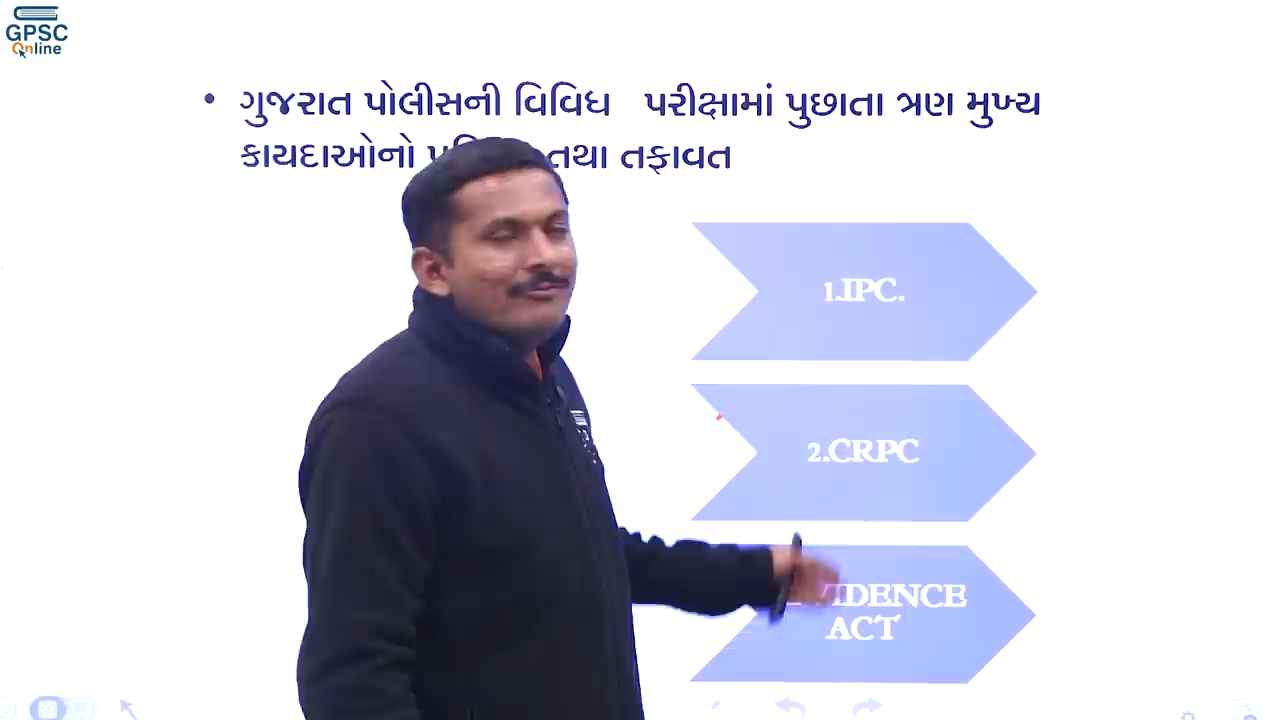 GPSC
Online
• ગુજરાત પોલીસની વિવિધ પરીક્ષામાં પુછાતા ત્રણ મુખ્ય
કાયદાઓનો તથા તફાવત
1.IPC.
2.CRPC
ACT